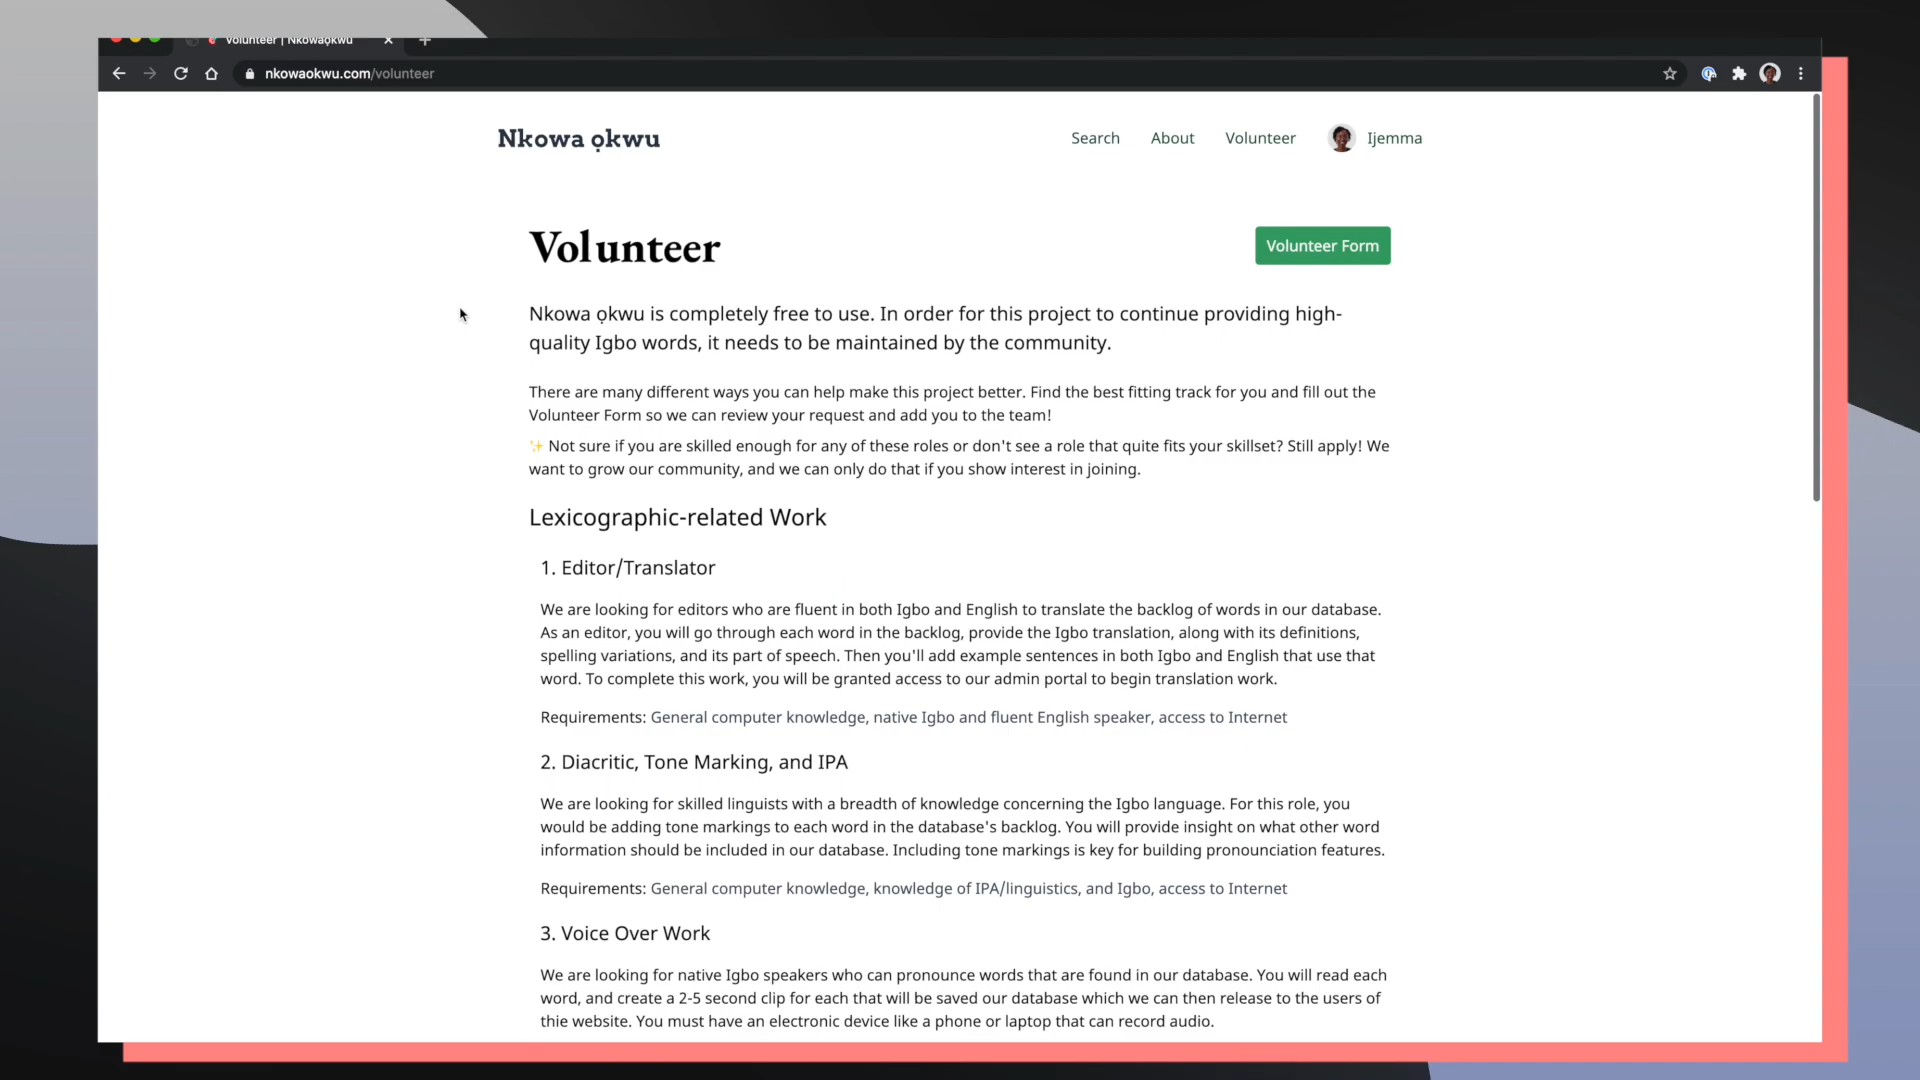 Volunteer | Nkowaọkwu
nkowaokwu.com/volunteer
Nkowa ọkwu
Search
About
Volunteer
Ijemma
Volunteer
Volunteer Form
Nkowa ọkwu is completely free to use. In order for this project to continue providing high-
quality Igbo words, it needs to be maintained by the community.
There are many different ways you can help make this project better. Find the best fitting track for you and fill out the
Volunteer Form so we can review your request and add you to the team!
✨ Not sure if you are skilled enough for any of these roles or don't see a role that quite fits your skillset? Still apply! We
want to grow our community, and we can only do that if you show interest in joining.
Lexicographic-related Work
1. Editor/Translator
We are looking for editors who are fluent in both Igbo and English to translate the backlog of words in our database.
As an editor, you will go through each word in the backlog, provide the Igbo translation, along with its definitions,
spelling variations, and its part of speech. Then you'll add example sentences in both Igbo and English that use that
word. To complete this work, you will be granted access to our admin portal to begin translation work.
Requirements: General computer knowledge, native Igbo and fluent English speaker, access to Internet
2. Diacritic, Tone Marking, and IPA
We are looking for skilled linguists with a breadth of knowledge concerning the Igbo language. For this role, you
would be adding tone markings to each word in the database's backlog. You will provide insight on what other word
information should be included in our database. Including tone markings is key for building pronounciation features.
Requirements: General computer knowledge, knowledge of IPA/linguistics, and Igbo, access to Internet
3. Voice Over Work
We are looking for native Igbo speakers who can pronounce words that are found in our database. You will read each
word, and create a 2-5 second clip for each that will be saved our database which we can then release to the users of
thie website. You must have an electronic device like a phone or laptop that can record audio.